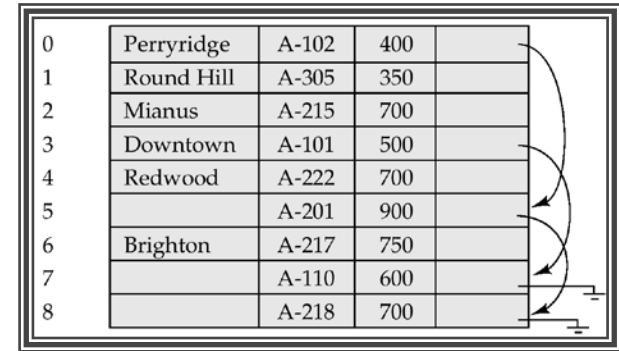 0 Perryridge A-102 400
1 Round Hill A-305 350
2 Mianus A-215 700
3 Downtown A-101 500
4 Redwood A-222 700
5 A-201 900
6 Brighton A-217 750
7 A-110 600
8 A-218 700